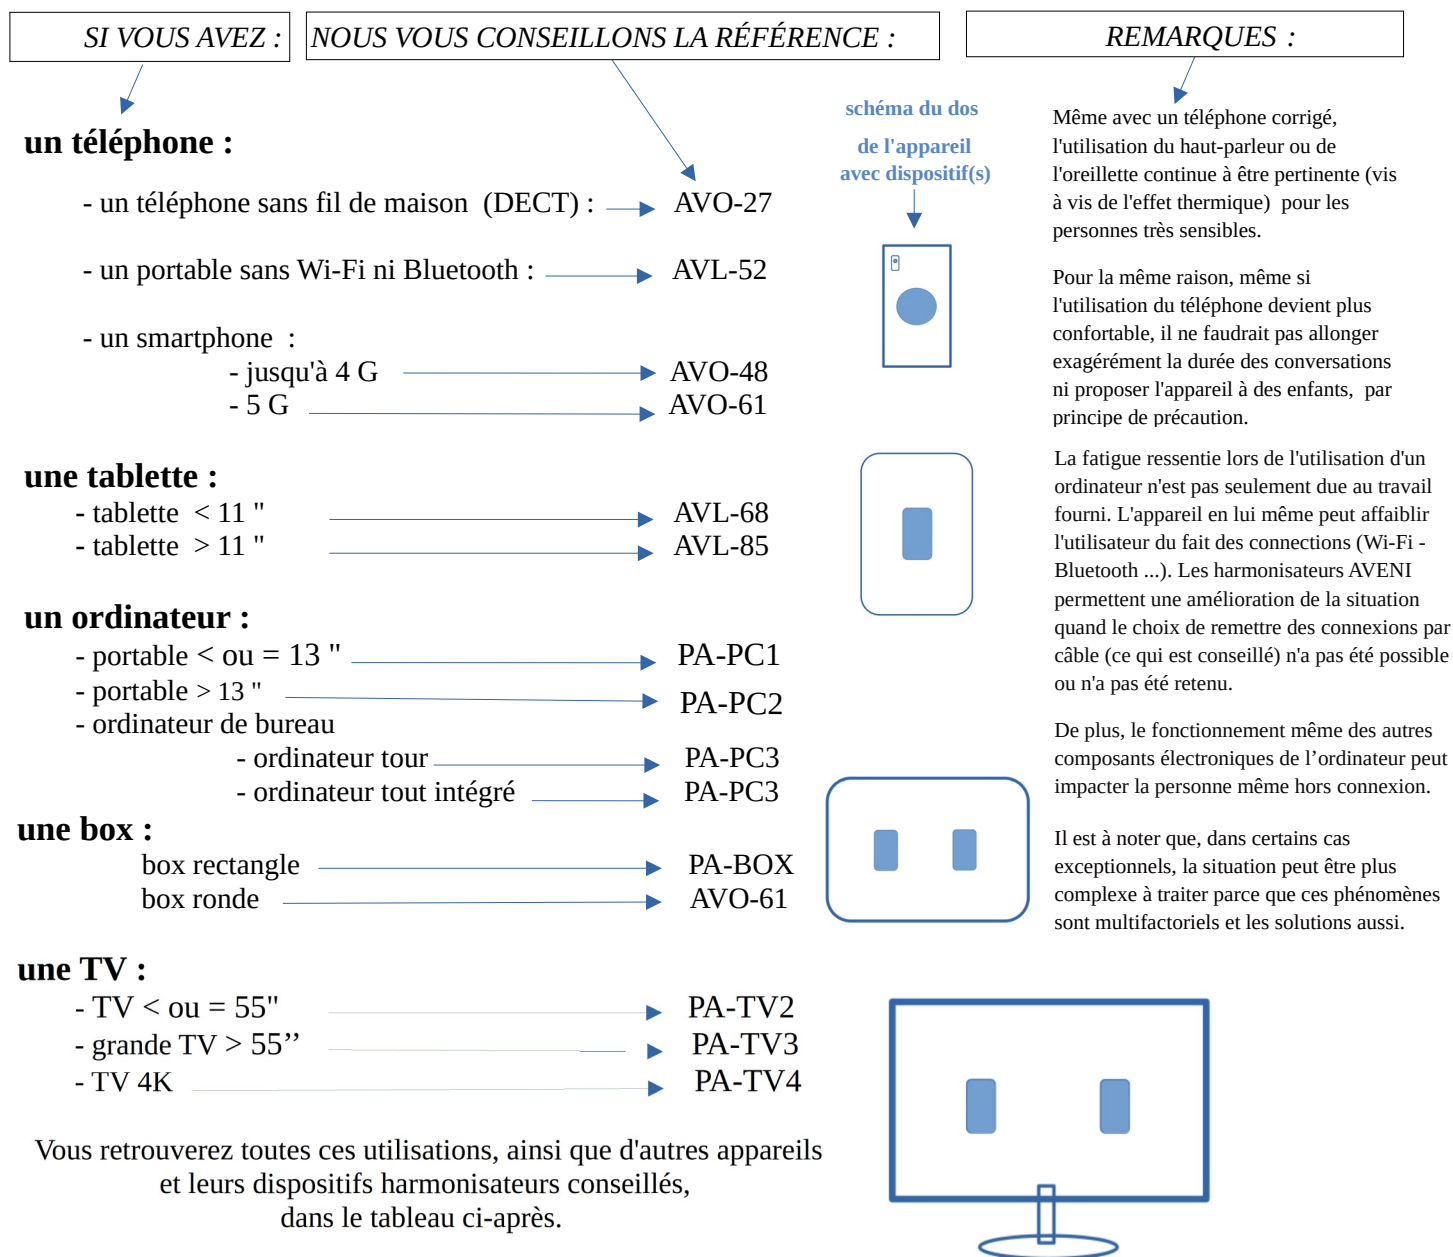 SI VOUS AVEZ :
NOUS VOUS CONSEILLONS LA RÉFÉRENCE :
REMARQUES :
un téléphone :
- un téléphone sans fil de maison (DECT) : AVO-27
- un portable sans Wi-Fi ni Bluetooth : AVL-52
- un smartphone :
- jusqu'à 4 G AVO-48
- 5 G AVO-61
schéma du dos
de l'appareil
avec dispositif(s)
une tablette :
- tablette < 11 " AVL-68
- tablette > 11 " AVL-85
un ordinateur :
- portable < ou = 13 " PA-PC1
- portable > 13 " PA-PC2
- ordinateur de bureau
- ordinateur tour PA-PC3
- ordinateur tout intégré PA-PC3
une box :
box rectangle PA-BOX
box ronde AVO-61
une TV :
- TV < ou = 55" PA-TV2
- grande TV > 55’’ PA-TV3
- TV 4K PA-TV4
Vous retrouverez toutes ces utilisations, ainsi que d'autres appareils
et leurs dispositifs harmonisateurs conseillés,
dans le tableau ci-après.
Même avec un téléphone corrigé,
l'utilisation du haut-parleur ou de
l'oreillette continue à être pertinente (vis
à vis de l'effet thermique) pour les
personnes très sensibles.
Pour la même raison, même si
l'utilisation du téléphone devient plus
confortable, il ne faudrait pas allonger
exagérément la durée des conversations
ni proposer l'appareil à des enfants, par
principe de précaution.
La fatigue ressentie lors de l'utilisation d'un
ordinateur n'est pas seulement due au travail
fourni. L'appareil en lui même peut affaiblir
l'utilisateur du fait des connections (Wi-Fi -
Bluetooth ...). Les harmonisateurs AVENI
permettent une amélioration de la situation
quand le choix de remettre des connexions par
câble (ce qui est conseillé) n'a pas été possible
ou n'a pas été retenu.
De plus, le fonctionnement même des autres
composants électroniques de l’ordinateur peut
impacter la personne même hors connexion.
Il est à noter que, dans certains cas
exceptionnels, la situation peut être plus
complexe à traiter parce que ces phénomènes
sont multifactoriels et les solutions aussi.